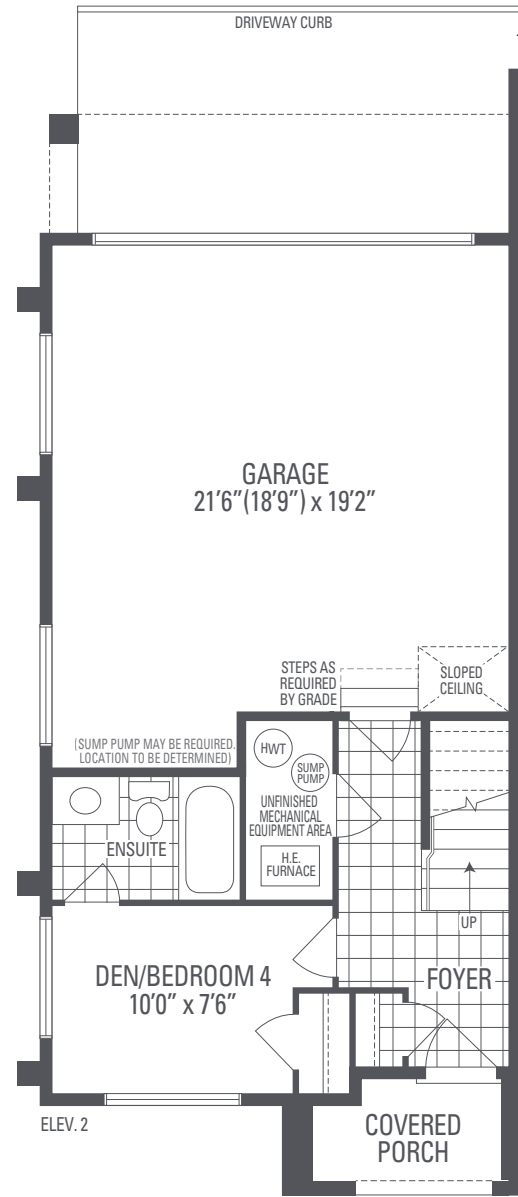 DRIVEWAY CURB
GARAGE
21'6"(18'9") x 19'2"
STEPS AS
REQUIRED
BY GRADE
SLOPED
CEILING
(SUMP PUMP MAY BE REQUIRED.
LOCATION TO BE DETERMINED)
HWT
SUMP
PUMP
UNFINISHED
MECHANICAL
EQUIPMENT AREA
H.E.
FURNACE
ENSUITE
UP
DEN/BEDROOM 4
10'0" x 7'6"
FOYER
ELEV. 2
COVERED
PORCH